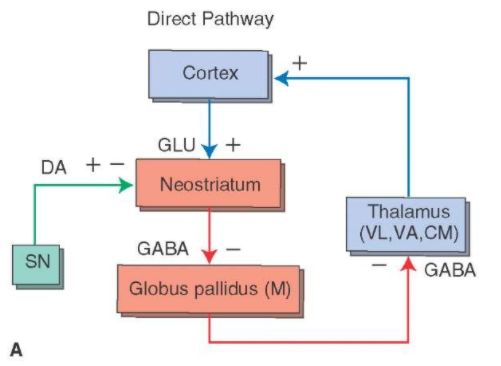 Direct Pathway
Cortex
+
GLU +
DA + −
Neostriatum
Thalamus
(VL,VA,CM)
SN
GABA −
− GABA
Globus pallidus (M)
A